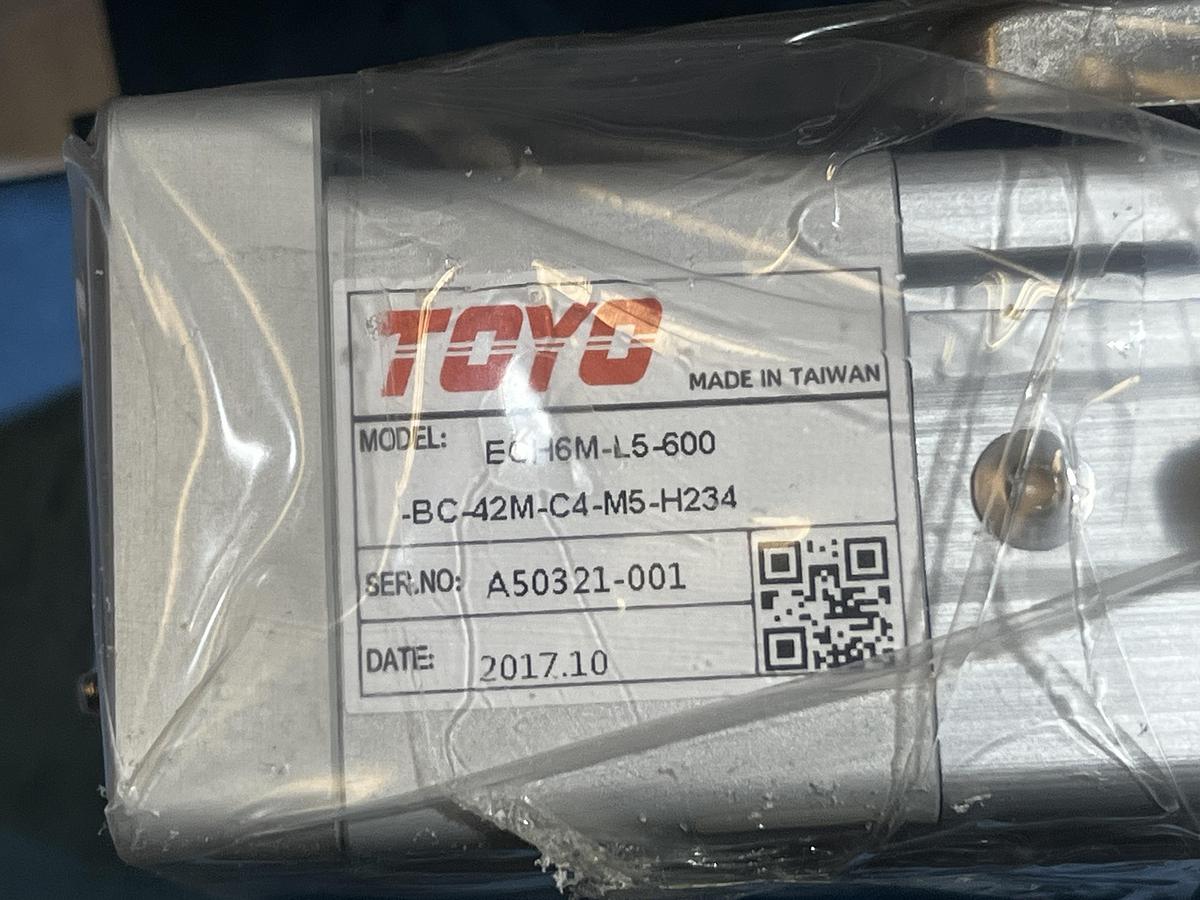 TOYO
MADE IN TAIWAN
MODEL: ECH6M-L5-600
-BC-42M-C4-M5-H234
SER.NO: A50321-001
DATE: 2017.10